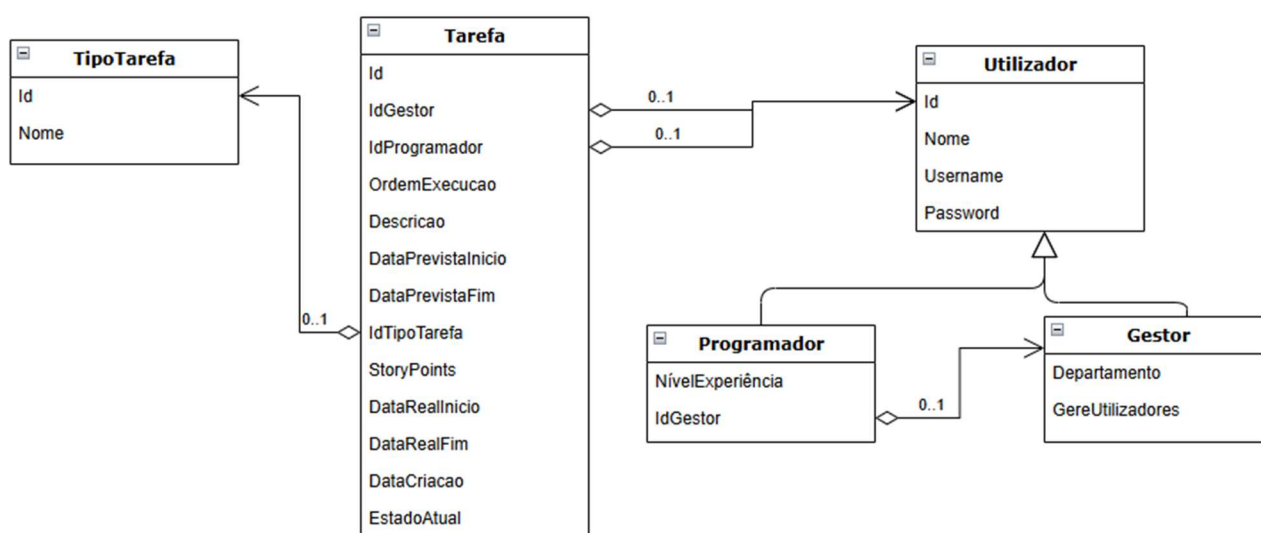 TipoTarefa
Id
Nome
0..1
Tarefa
Id
IdGestor
IdProgramador
OrdemExecucao
Descricao
DataPrevistaInicio
DataPrevistaFim
IdTipoTarefa
StoryPoints
DataRealInicio
DataRealFim
DataCriacao
EstadoAtual
0..1
0..1
Utilizador
Id
Nome
Username
Password
Programador
NívelExperiência
IdGestor
0..1
Gestor
Departamento
GereUtilizadores